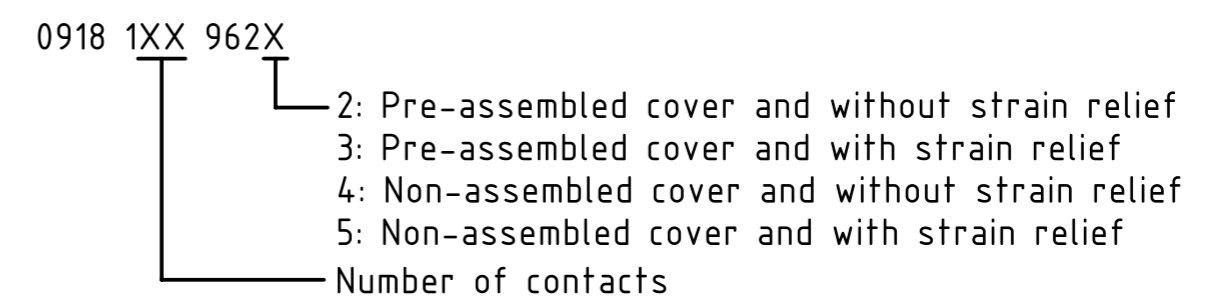 0918 1XX 962X
2: Pre-assembled cover and without strain relief
3: Pre-assembled cover and with strain relief
4: Non-assembled cover and without strain relief
5: Non-assembled cover and with strain relief
Number of contacts